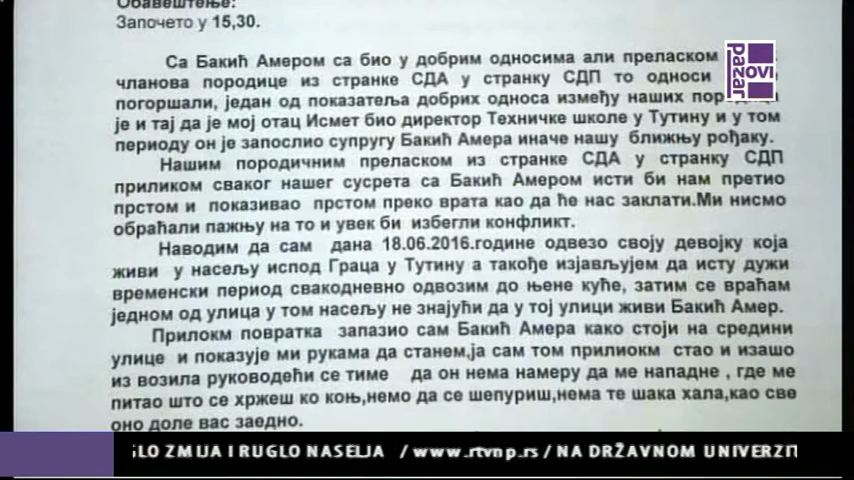 Обавештење:
Започето у 15,30.
Са Бакић Амером са био у добрим односима али преласком
чланова породице из странке СДА у странку СДП то односи
погоршали, један од показатеља добрих односа између наших
је и тај да је мој отац Исмет био директор Техничке школе у Тутину и у том
периоду он је запослио супругу Бакић Амера иначе нашу ближњу рођаку.
Нашим породичним преласком из странке СДА у странку СДП
приликом сваког нашег сусрета са Бакић Амером исти би нам претио
прстом и показивао прстом преко врата као да ће нас заклати.Ми нисмо
обраћали пажњу на то и увек би избегли конфликт.
Наводим да сам дана 18.06.2016.године одвезо своју девојку која
живи у насељу испод Граца у Тутину а такође изјављујем да исту дужи
временски период свакодневно одвозим до њене куће, затим се враћам
једном од улица у том насељу не знајући да у тој улици живи Бакић Амер.
Прилокм повратка запазио сам Бакић Амера како стоји на средини
улице и показује ми рукама да станем,ја сам том прилиокм стао и изашо
из возила руководећи се тиме да он нема намеру да ме нападне , где ме
питао што се хржеш ко коњ,немо да се шепуриш,нема те шака хала,као све
оно доле вас заедно.
novi pazar
GLO ZMIJA I RUGLO NASELJA / www.rtvnp.rs / NA DRŽAVNOM UNIVERZIT